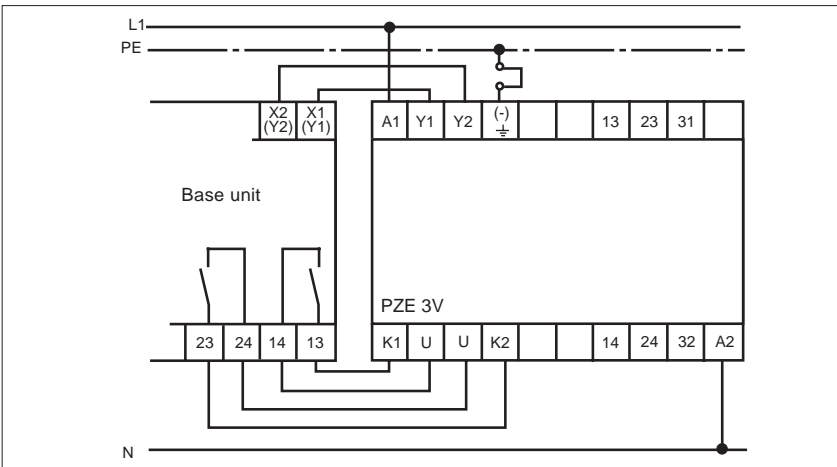 L1
PE
X2 X1
(Y2) (Y1)
A1 Y1 Y2 (-) 13 23 31
Base unit
PZE 3V
23 24 14 13 K1 U U K2 14 24 32 A2
N